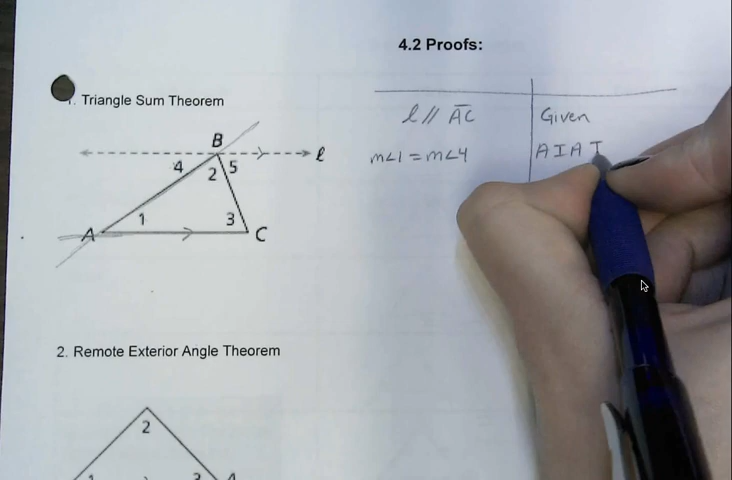 4.2 Proofs:
1. Triangle Sum Theorem
l // AC Given
m∠1 = m∠4 AIAT
B
l
4
2 5
1
3
A
C
2. Remote Exterior Angle Theorem
2